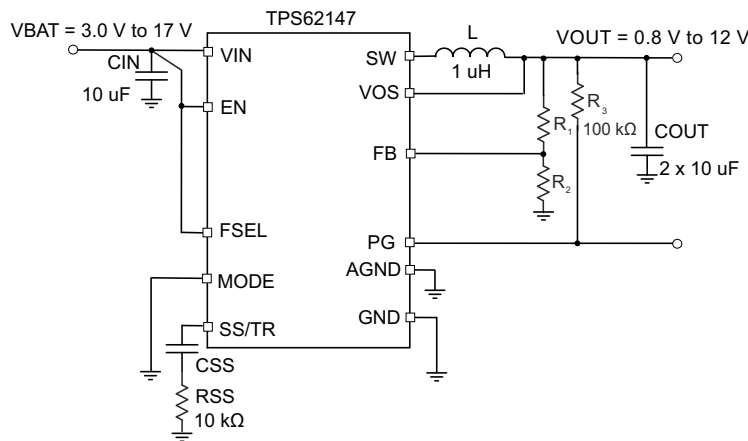 TPS62147
VBAT = 3.0 V to 17 V
VIN
CIN
10 uF
EN
FSEL
MODE
SS/TR
CSS
RSS
10 kΩ
SW
L
1 uH
VOUT = 0.8 V to 12 V
VOS
R1
R3
100 kΩ
COUT
2 x 10 uF
FB
R2
PG
AGND
GND